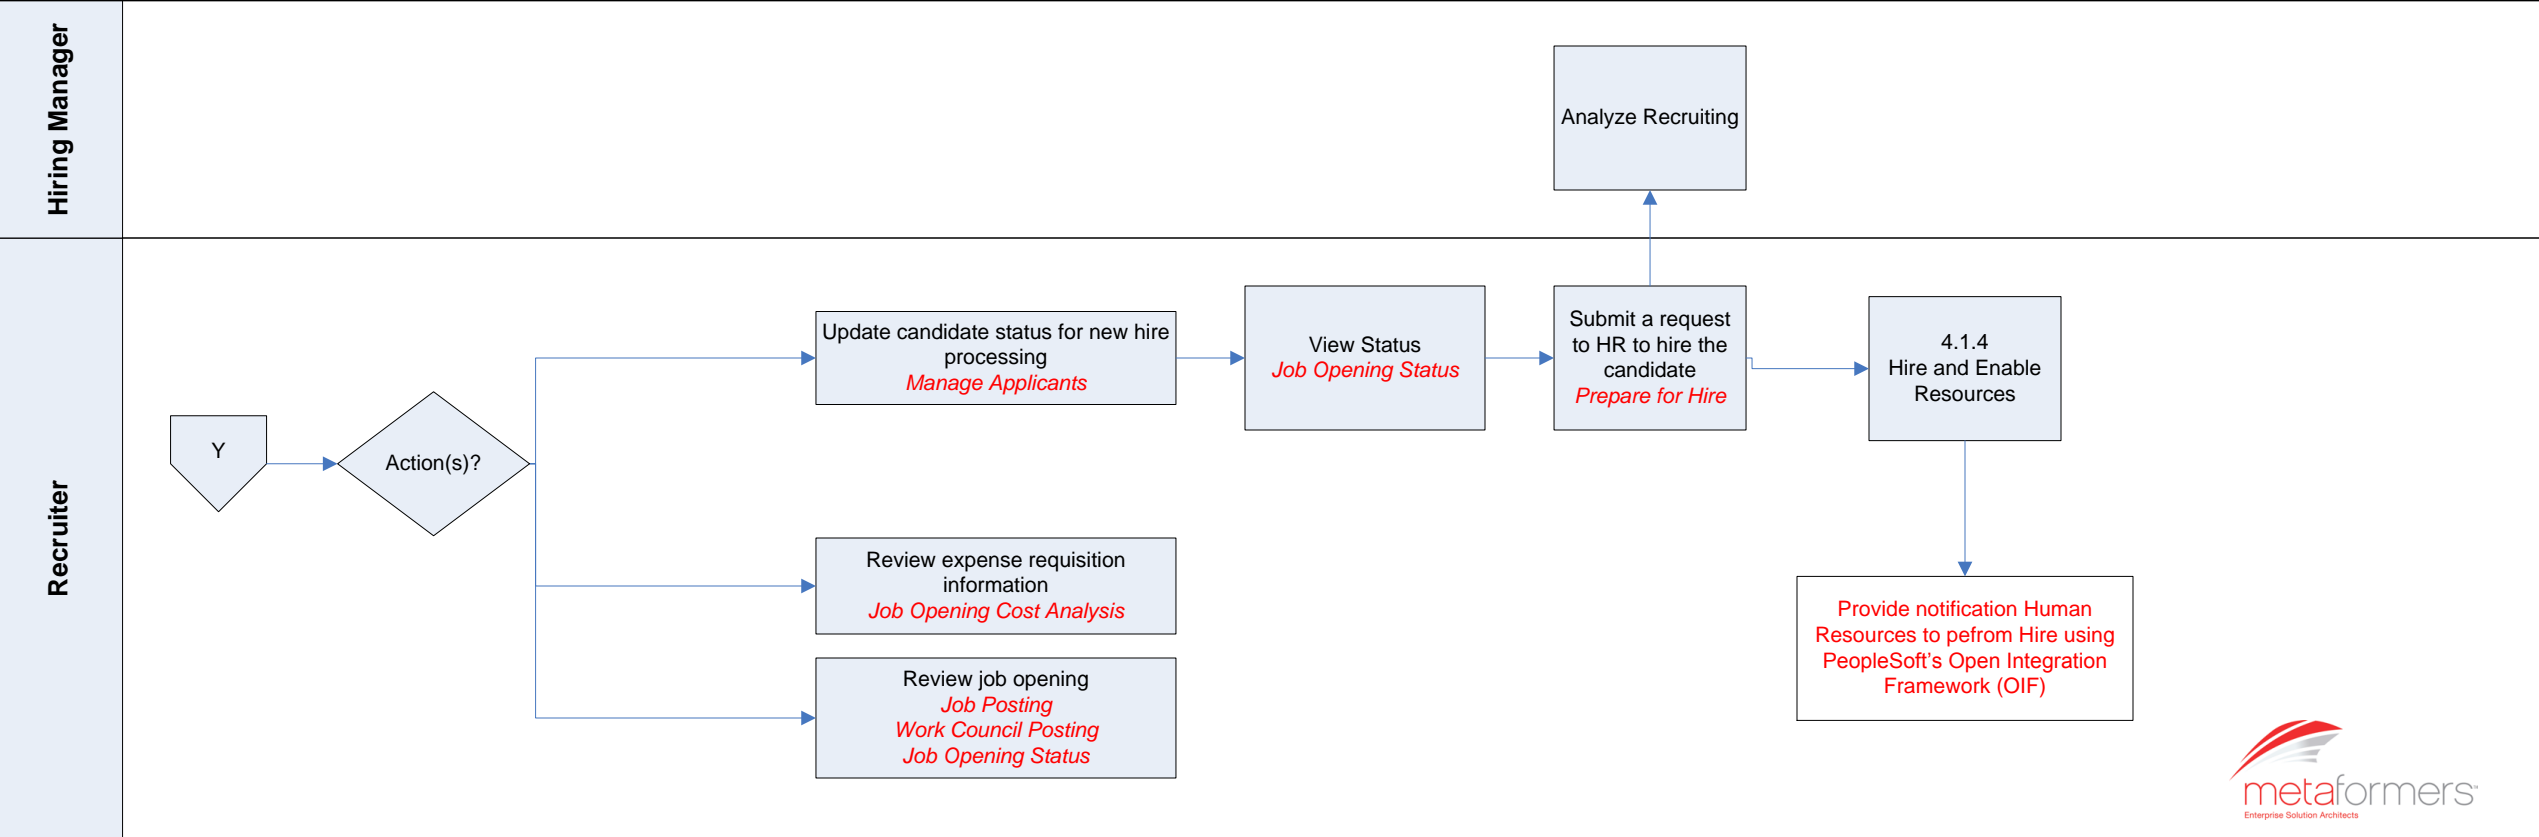 Hiring Manager
Analyze Recruiting
Recruiter
Y
Action(s)?
Update candidate status for new hire
processing
Manage Applicants
View Status
Job Opening Status
Submit a request
to HR to hire the
candidate
Prepare for Hire
4.1.4
Hire and Enable
Resources
Review expense requisition
information
Job Opening Cost Analysis
Review job opening
Job Posting
Work Council Posting
Job Opening Status
Provide notification Human
Resources to pefrom Hire using
PeopleSoft's Open Integration
Framework (OIF)
metaformers
Enterprise Solution Architects